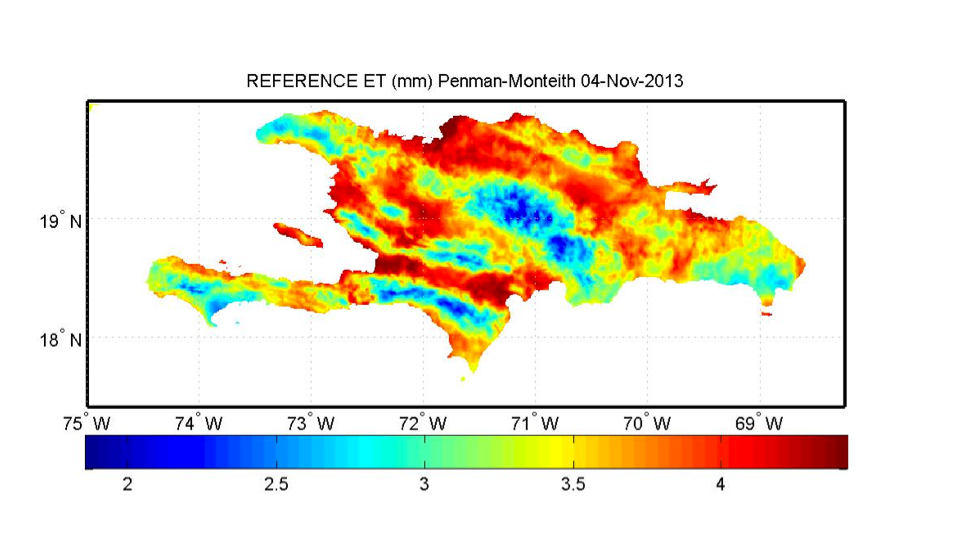 REFERENCE ET (mm) Penman-Monteith 04-Nov-2013
19° N
18° N
75° W 74° W 73° W 72° W 71° W 70° W 69° W
2 2.5 3 3.5 4